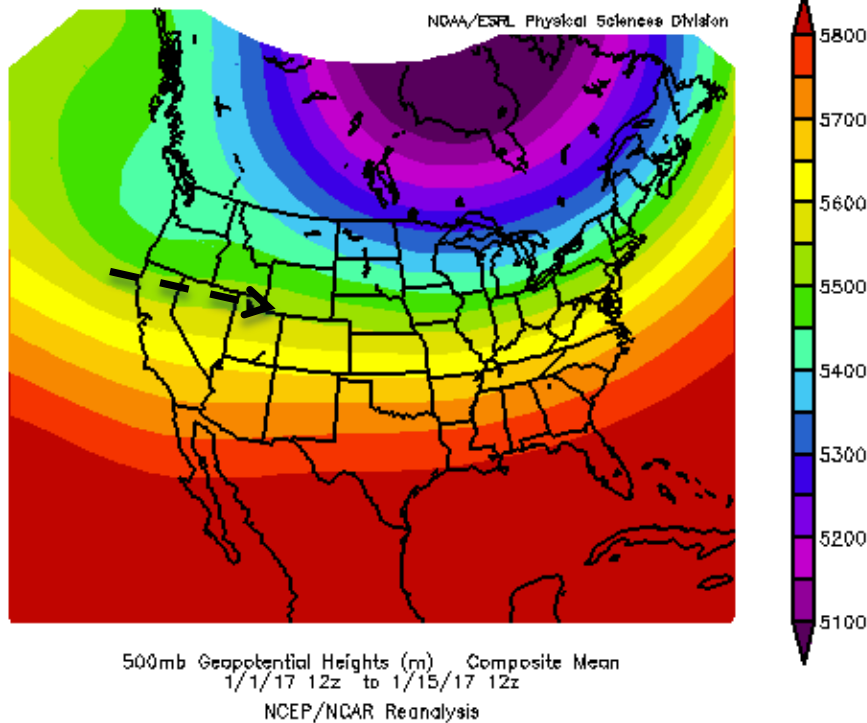 NOAA/ESRL Physical Sciences Division
5800
5700
5600
5500
5400
5300
5200
5100
500mb Geopotential Heights (m) Composite Mean
1/1/17 12z to 1/15/17 12z
NCEP/NCAR Reanalysis